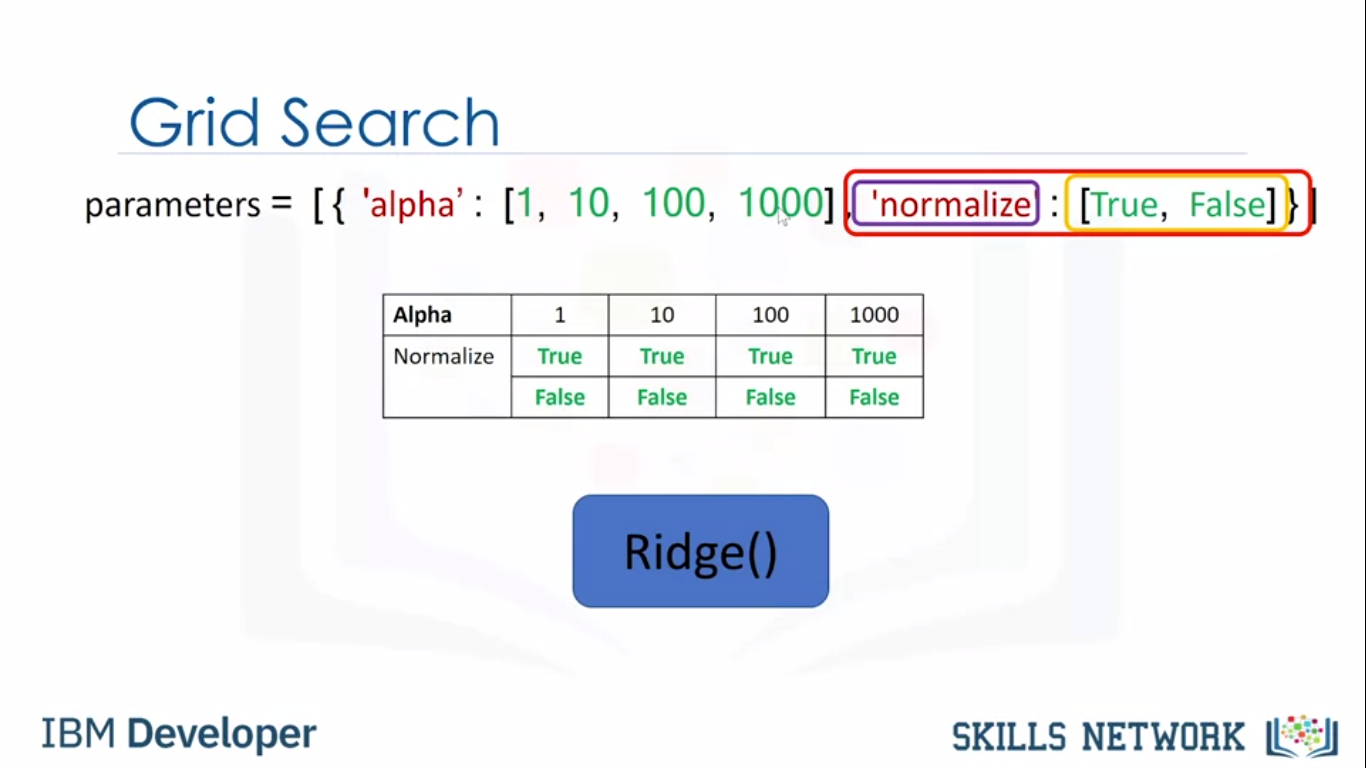 Grid Search
parameters = [{ 'alpha’ : [1, 10, 100, 1000], 'normalize' : [True, False]}]
Alpha 1 10 100 1000
Normalize True True True True
False False False False
Ridge()
IBM Developer
SKILLS NETWORK